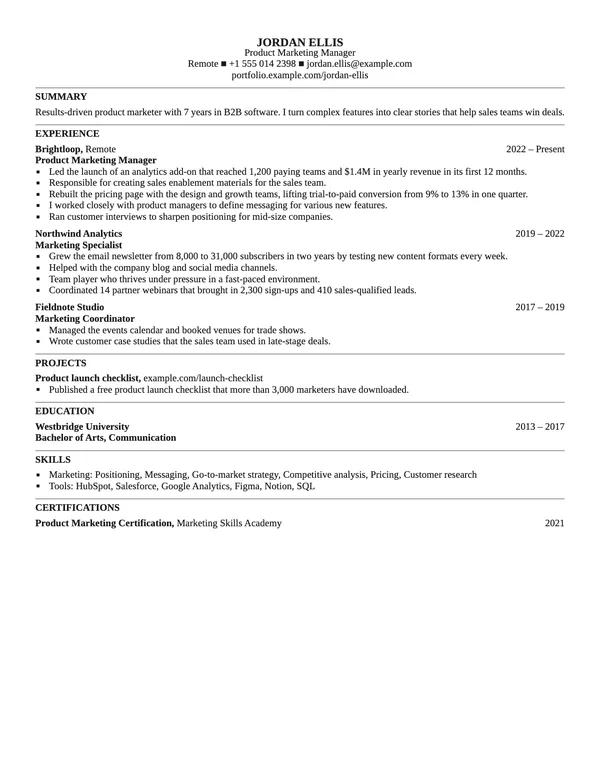 JORDAN ELLIS
Product Marketing Manager
Remote ■ +1 555 014 2398 ■ jordan.ellis@example.com
portfolio.example.com/jordan-ellis
SUMMARY
Results-driven product marketer with 7 years in B2B software. I turn complex features into clear stories that help sales teams win deals.
EXPERIENCE
Brightloop, Remote 2022 – Present
Product Marketing Manager
▪ Led the launch of an analytics add-on that reached 1,200 paying teams and $1.4M in yearly revenue in its first 12 months.
▪ Responsible for creating sales enablement materials for the sales team.
▪ Rebuilt the pricing page with the design and growth teams, lifting trial-to-paid conversion from 9% to 13% in one quarter.
▪ I worked closely with product managers to define messaging for various new features.
▪ Ran customer interviews to sharpen positioning for mid-size companies.
Northwind Analytics 2019 – 2022
Marketing Specialist
▪ Grew the email newsletter from 8,000 to 31,000 subscribers in two years by testing new content formats every week.
▪ Helped with the company blog and social media channels.
▪ Team player who thrives under pressure in a fast-paced environment.
▪ Coordinated 14 partner webinars that brought in 2,300 sign-ups and 410 sales-qualified leads.
Fieldnote Studio 2017 – 2019
Marketing Coordinator
▪ Managed the events calendar and booked venues for trade shows.
▪ Wrote customer case studies that the sales team used in late-stage deals.
PROJECTS
Product launch checklist, example.com/launch-checklist
▪ Published a free product launch checklist that more than 3,000 marketers have downloaded.
EDUCATION
Westbridge University 2013 – 2017
Bachelor of Arts, Communication
SKILLS
▪ Marketing: Positioning, Messaging, Go-to-market strategy, Competitive analysis, Pricing, Customer research
▪ Tools: HubSpot, Salesforce, Google Analytics, Figma, Notion, SQL
CERTIFICATIONS
Product Marketing Certification, Marketing Skills Academy 2021